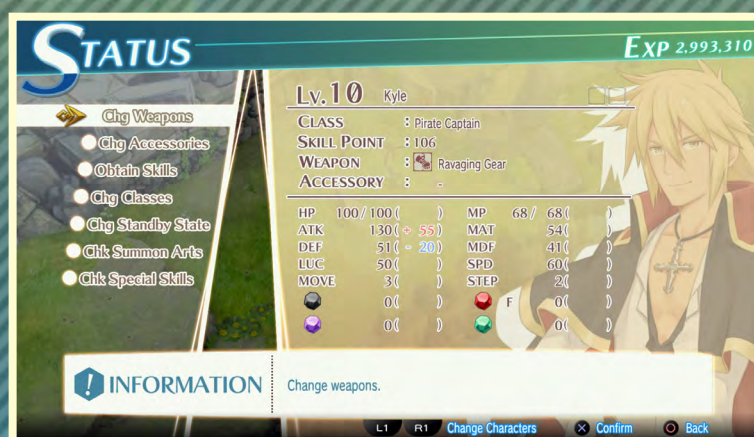 STATUS
EXP 2,993,310
Chg Weapons
Chg Accessories
Obtain Skills
Chg Classes
Chg Standby State
Chk Summon Arts
Chk Special Skills
Lv.10 Kyle
CLASS : Pirate Captain
SKILL POINT : 106
WEAPON : Ravaging Gear
ACCESSORY : -
HP 100/100( ) MP 68/ 68( )
ATK 130(+ 55) MAT 54( )
DEF 51(- 20) MDF 41( )
LUC 50( ) SPD 60( )
MOVE 3( ) STEP 2( )
0( ) F 0( )
0( ) 0( )
! INFORMATION
Change weapons.
L1 R1 Change Characters Confirm Back